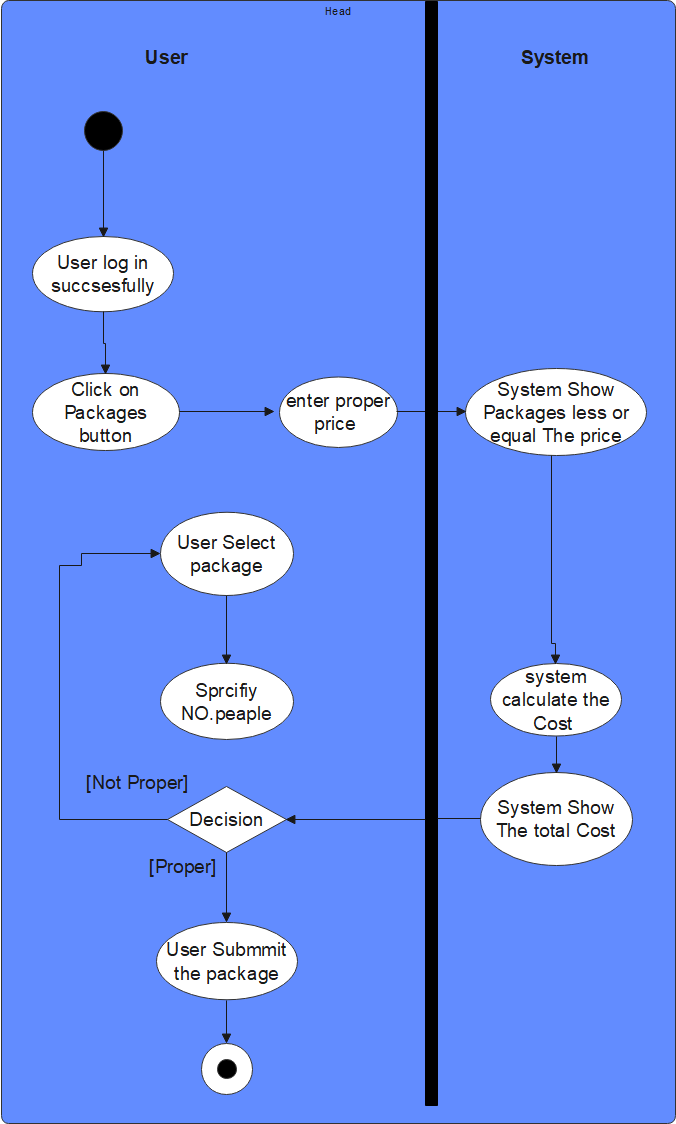 Head
User
System
User log in
succsesfully
Click on
Packages
button
enter proper
price
System Show
Packages less or
equal The price
User Select
package
Sprcifiy
NO.peaple
system
calculate the
Cost
[Not Proper]
Decision
System Show
The total Cost
[Proper]
User Submmit
the package